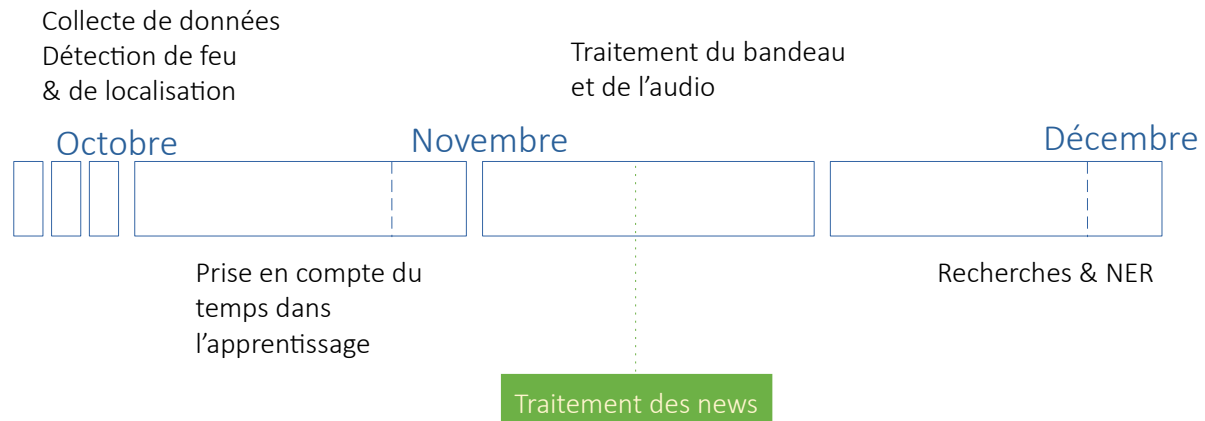 Collecte de données
Détection de feu
& de localisation
Traitement du bandeau
et de l'audio
Octobre
Novembre
Décembre
Prise en compte du
temps dans
l'apprentissage
Recherches & NER
Traitement des news